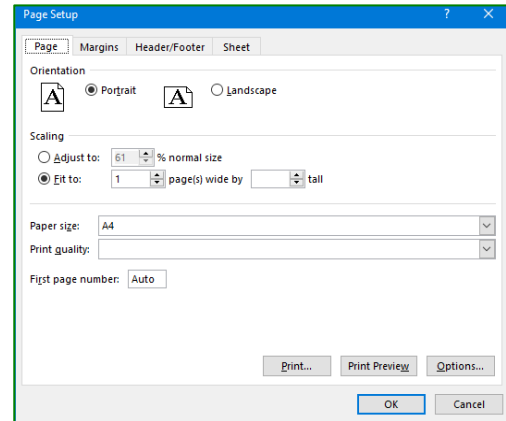 Page Setup ? ×
Page Margins Header/Footer Sheet
Orientation
A Portrait A Landscape
Scaling
Adjust to: 61 % normal size
Fit to: 1 page(s) wide by tall
Paper size: A4
Print quality:
First page number: Auto
Print... Print Preview Options...
OK Cancel